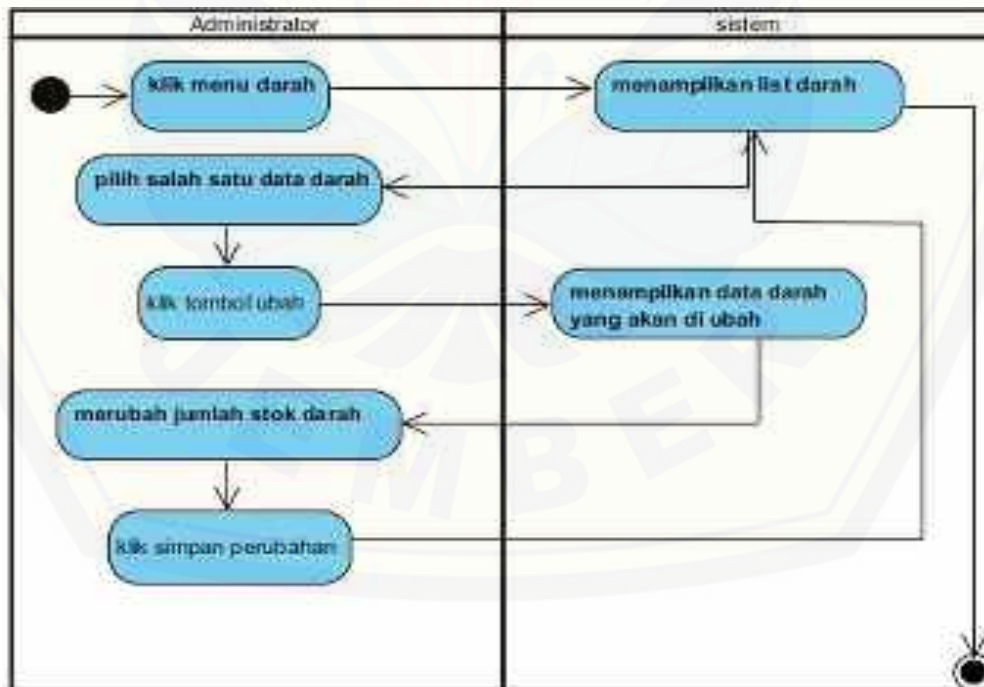 Administrator
sistem
klik menu darah
menampilkan list darah
pilih salah satu data darah
klik tombol ubah
menampilkan data darah
yang akan di ubah
merubah jumlah stok darah
klik simpan perubahan
EMBER